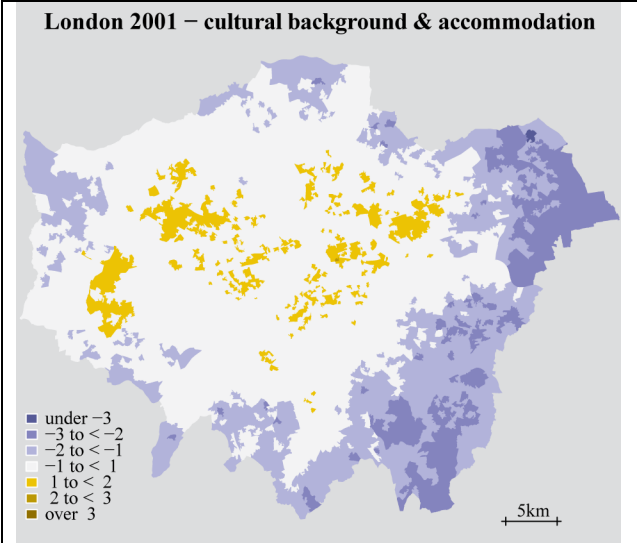 London 2001 − cultural background & accommodation
under −3
−3 to < −2
−2 to < −1
−1 to < 1
1 to < 2
2 to < 3
over 3
5km